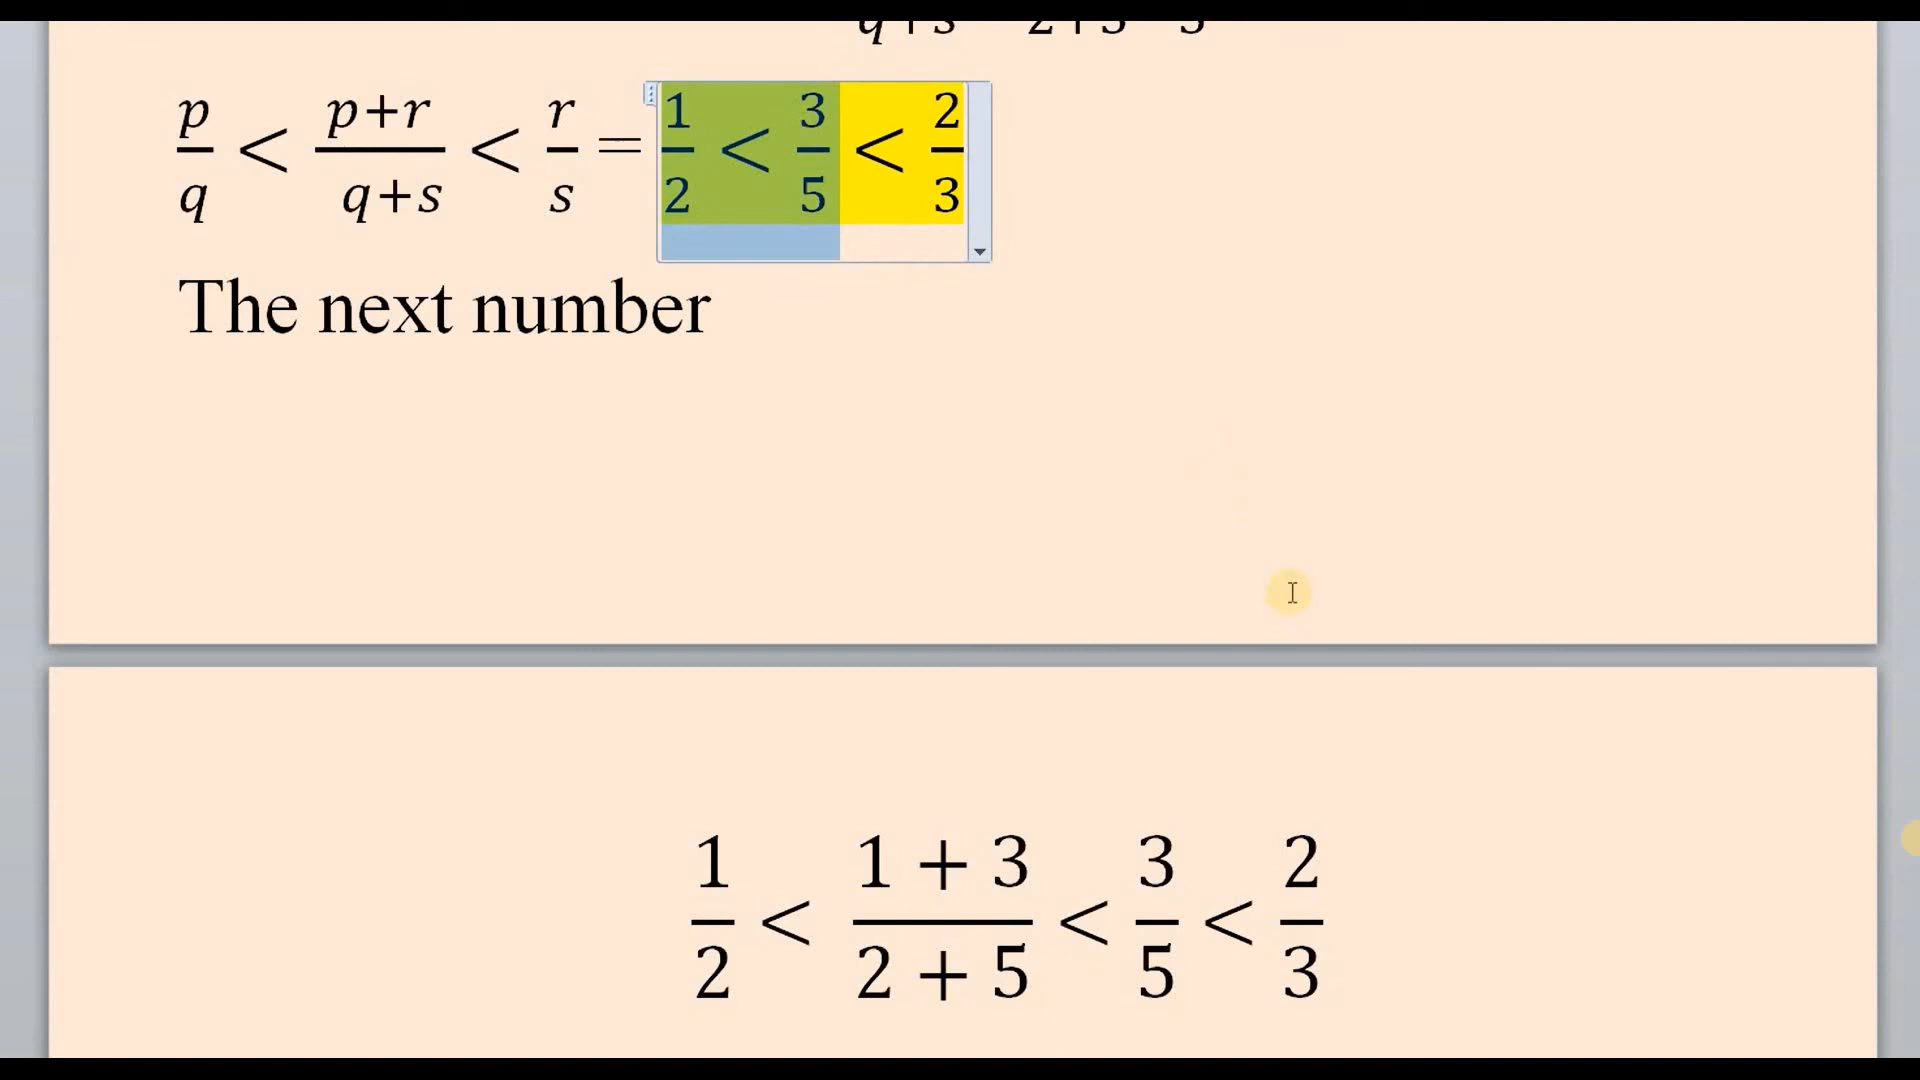 p/q < p+r/q+s < r/s = 1/2 < 3/5 < 2/3
The next number
1/2 < 1 + 3/2 + 5 < 3/5 < 2/3